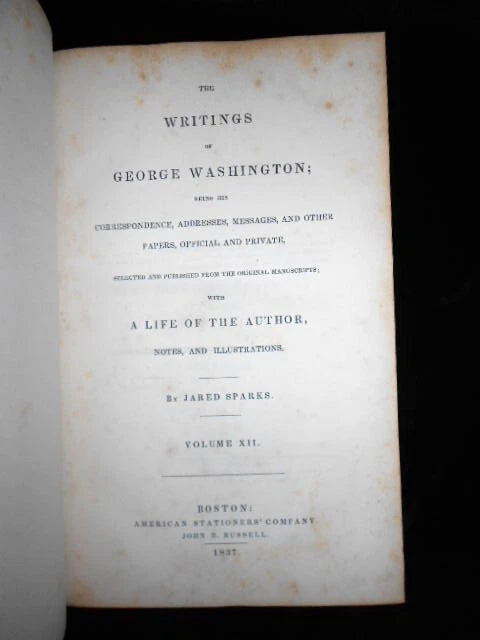 THE
WRITINGS
OF
GEORGE WASHINGTON;
BEING HIS
CORRESPONDENCE, ADDRESSES, MESSAGES, AND OTHER
PAPERS, OFFICIAL AND PRIVATE,
SELECTED AND PUBLISHED FROM THE ORIGINAL MANUSCRIPTS;
WITH
A LIFE OF THE AUTHOR,
NOTES, AND ILLUSTRATIONS.
BY JARED SPARKS.
VOLUME XII.
BOSTON:
AMERICAN STATIONERS' COMPANY
JOHN B. RUSSELL.
1837.